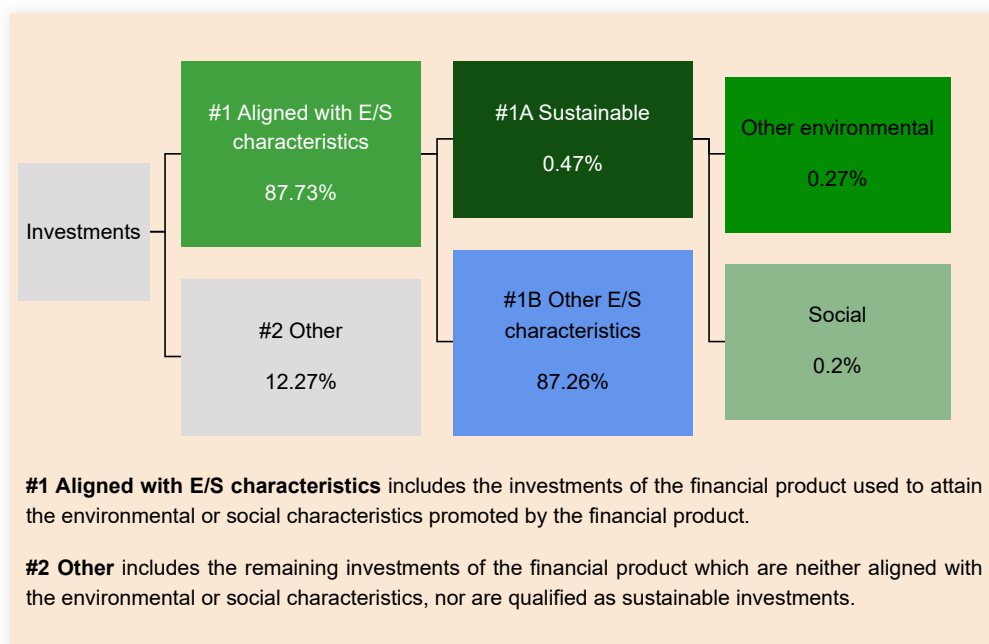 Investments
#1 Aligned with E/S
characteristics
87.73%
#2 Other
12.27%
#1A Sustainable
0.47%
#1B Other E/S
characteristics
87.26%
Other environmental
0.27%
Social
0.2%
#1 Aligned with E/S characteristics includes the investments of the financial product used to attain
the environmental or social characteristics promoted by the financial product.
#2 Other includes the remaining investments of the financial product which are neither aligned with
the environmental or social characteristics, nor are qualified as sustainable investments.